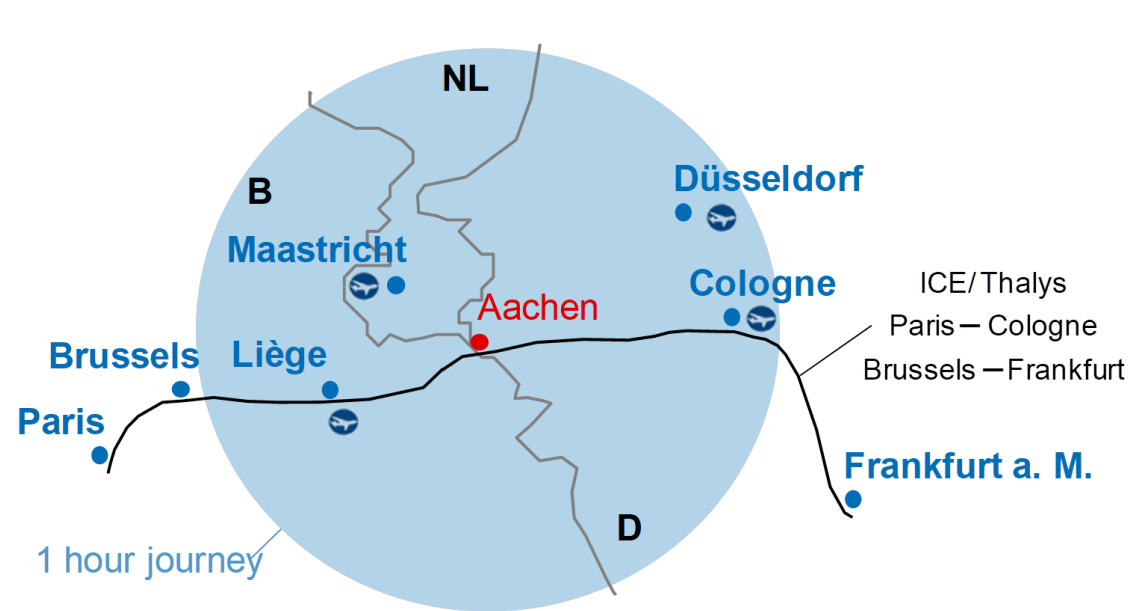 NL
Düsseldorf
B
Maastricht
Cologne
ICE/ Thalys
Aachen
Paris – Cologne
Brussels
Liège
Brussels – Frankfurt
Paris
Frankfurt a. M.
D
1 hour journey